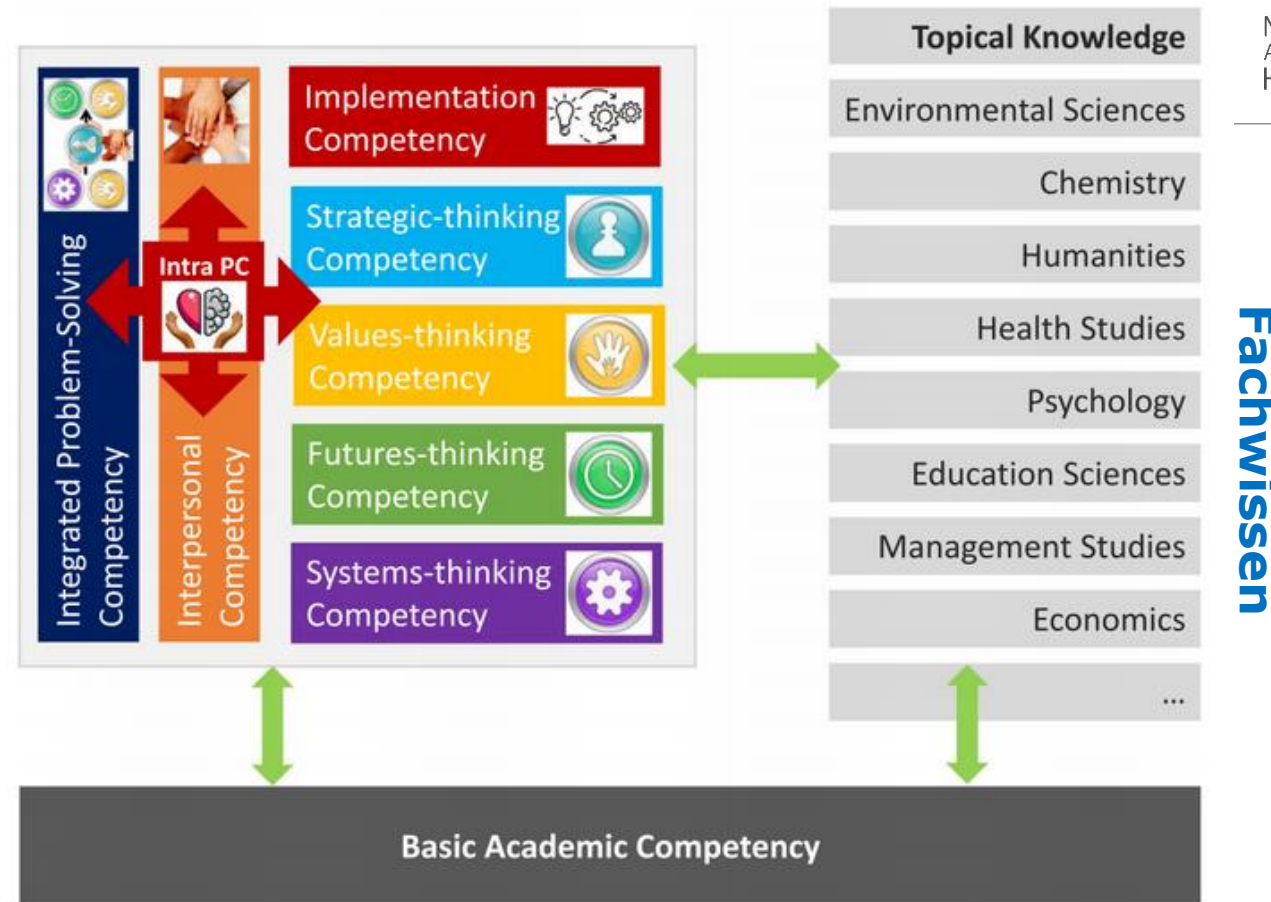 Integrated Problem-Solving
Competency
Interpersonal
Competency
Intra PC
Implementation
Competency
Strategic-thinking
Competency
Values-thinking
Competency
Futures-thinking
Competency
Systems-thinking
Competency
Topical Knowledge
Environmental Sciences
Chemistry
Humanities
Health Studies
Psychology
Education Sciences
Management Studies
Economics
...
Basic Academic Competency
Fachwissen